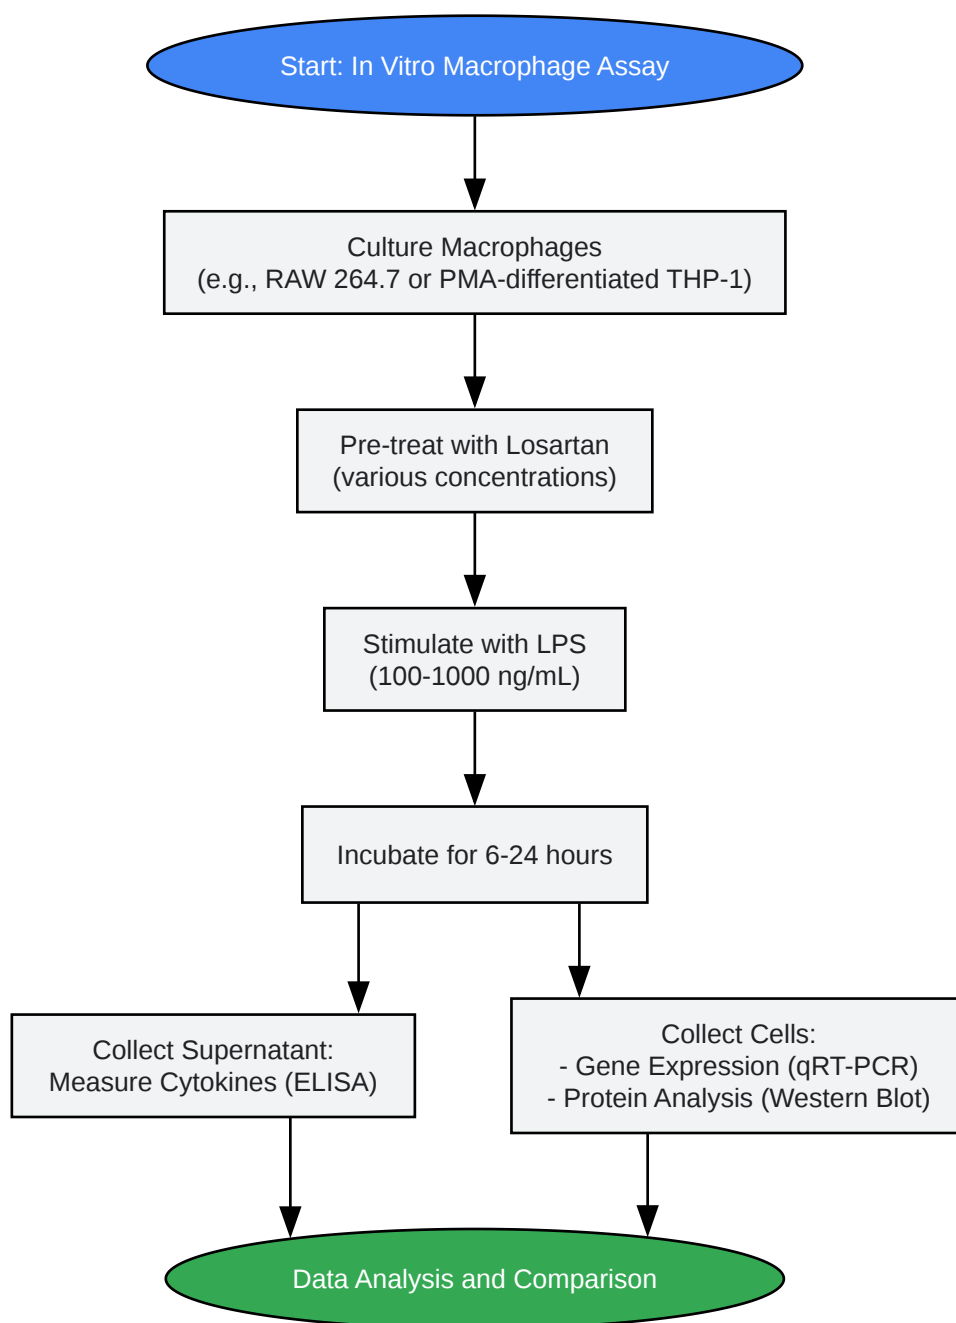 Start: In Vitro Macrophage Assay
Culture Macrophages
(e.g., RAW 264.7 or PMA-differentiated THP-1)
Pre-treat with Losartan
(various concentrations)
Stimulate with LPS
(100-1000 ng/mL)
Incubate for 6-24 hours
Collect Supernatant:
Measure Cytokines (ELISA)
Collect Cells:
- Gene Expression (qRT-PCR)
- Protein Analysis (Western Blot)
Data Analysis and Comparison